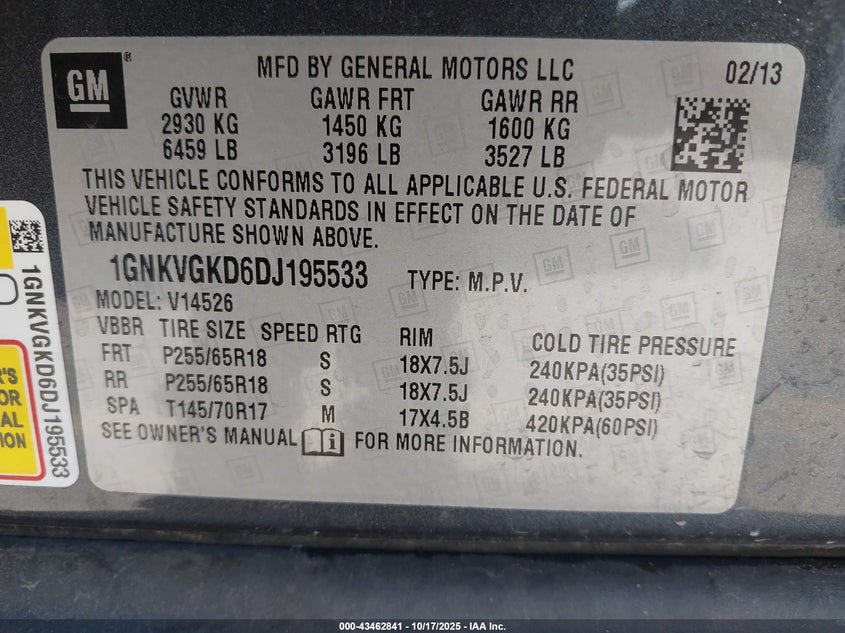 GM
®
MFD BY GENERAL MOTORS LLC 02/13
GVWR GAWR FRT GAWR RR
2930 KG 1450 KG 1600 KG
6459 LB 3196 LB 3527 LB
THIS VEHICLE CONFORMS TO ALL APPLICABLE U.S. FEDERAL MOTOR
VEHICLE SAFETY STANDARDS IN EFFECT ON THE DATE OF
MANUFACTURE SHOWN ABOVE.
1GNKVGKD6DJ195533 TYPE: M.P.V.
MODEL: V14526
VBBR TIRE SIZE SPEED RTG RIM COLD TIRE PRESSURE
FRT P255/65R18 S 18X7.5J 240KPA(35PSI)
RR P255/65R18 S 18X7.5J 240KPA(35PSI)
SPA T145/70R17 M 17X4.5B 420KPA(60PSI)
SEE OWNER'S MANUAL i FOR MORE INFORMATION.
1GNKVGKD6DJ195533
000-43462841 | 10/17/2025 - IAA Inc.